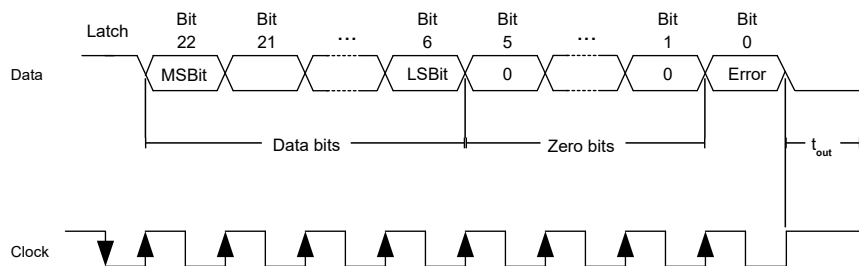 Latch
Bit 22
Bit 21
...
Bit 6
Bit 5
...
Bit 1
Bit 0
Data
MSBit
LSBit
0
0
Error
Data bits
Zero bits
tout
Clock